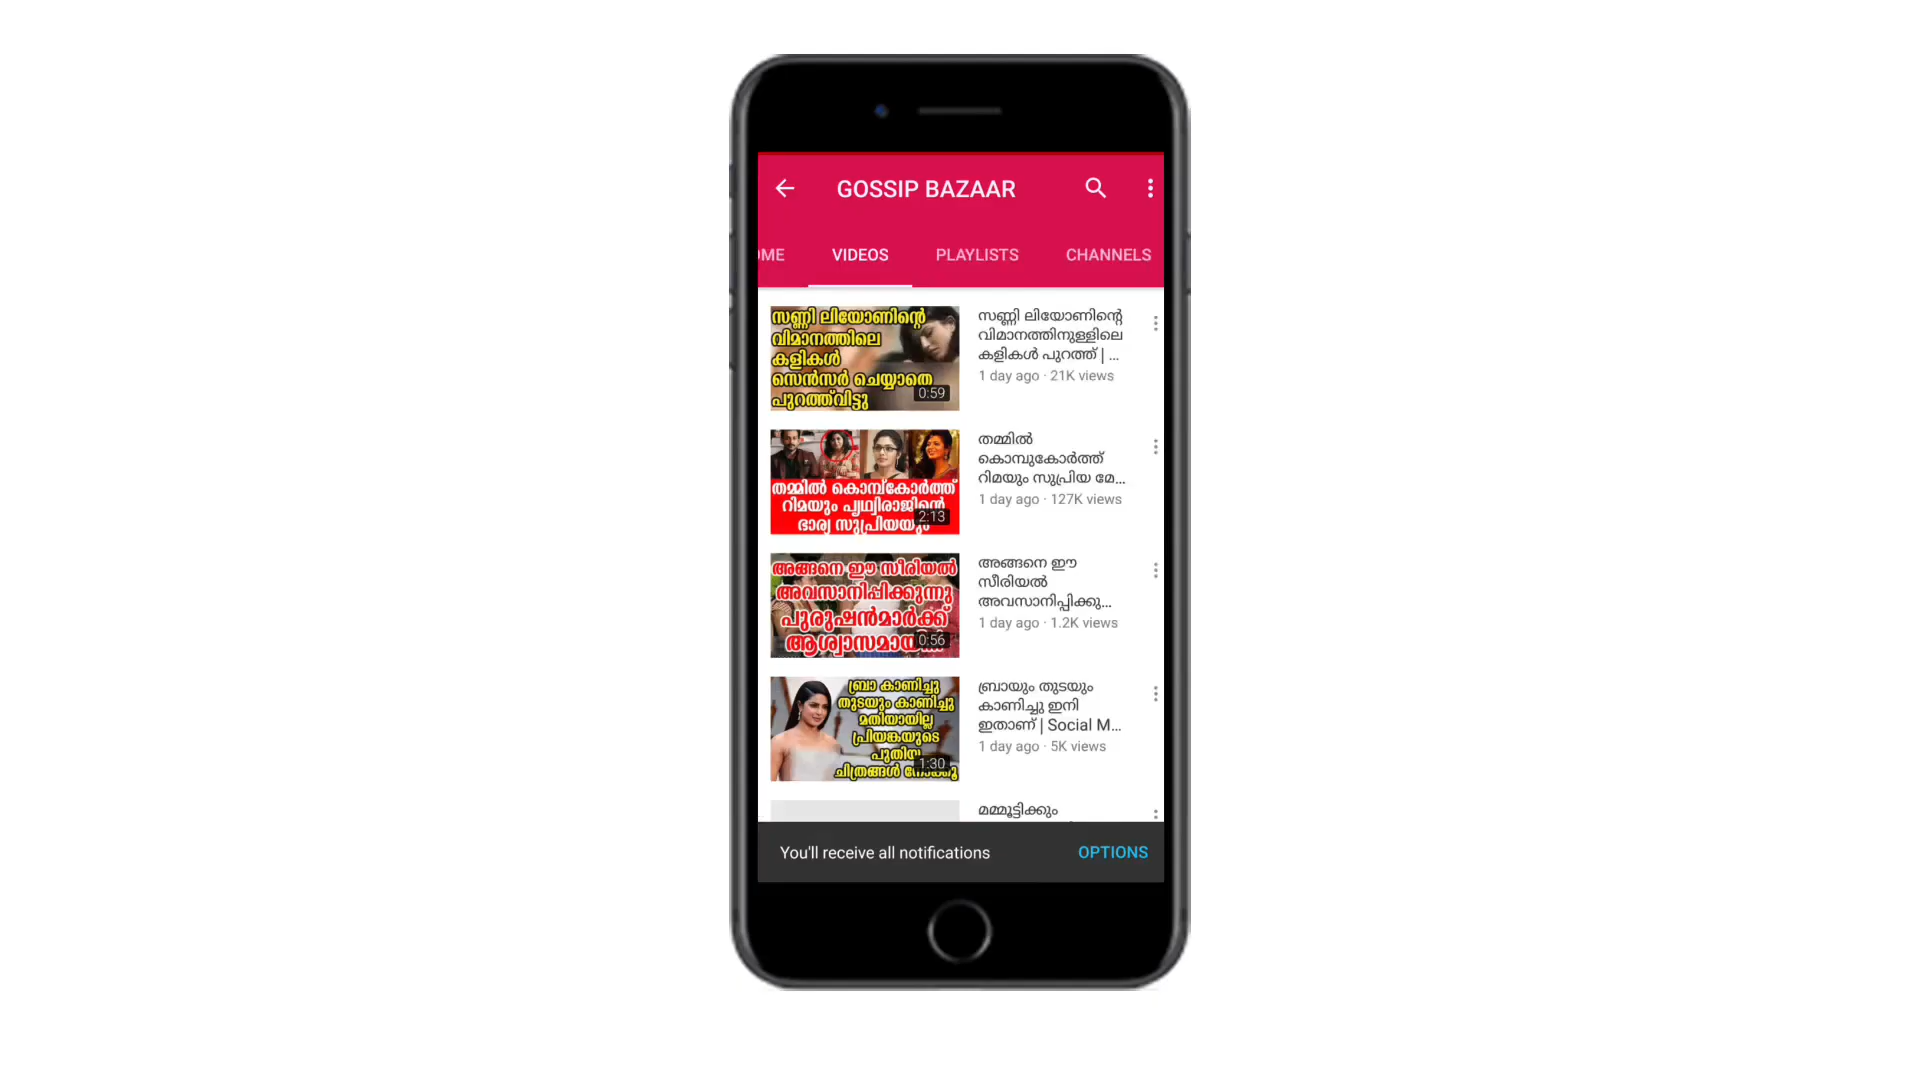 GOSSIP BAZAAR
OME
VIDEOS
PLAYLISTS
CHANNELS
സണ്ണി ലിയോണിന്റെ
വിമാനത്തിലെ
കളികൾ
സെൻസർ ചെയ്യാതെ
പുറത്ത്‌വിട്ടു
0:59
സണ്ണി ലിയോണിന്റെ
വിമാനത്തിനുള്ളിലെ
കളികൾ പുറത്ത് | ...
1 day ago · 21K views
തമ്മിൽ കൊമ്പ്കോർത്ത്
റിമയും പൃഥ്വിരാജിന്റെ
ഭാര്യ സുപ്രിയയും
2:13
തമ്മിൽ
കൊമ്പുകോർത്ത്
റിമയും സുപ്രിയ മേ...
1 day ago · 127K views
അങ്ങനെ ഈ സീരിയൽ
അവസാനിപ്പിക്കുന്നു
പുരുഷൻമാർക്ക്
0:56
അങ്ങനെ ഈ
സീരിയൽ
അവസാനിപ്പിക്കു...
1 day ago · 1.2K views
ബ്രാ കാണിച്ചു
തുടയും കാണിച്ചു
മതിയായില്ല
പ്രിയങ്കയുടെ
പുതിയ
ചിത്രങ്ങൾ നോക്കൂ
1:30
ബ്രായും തുടയും
കാണിച്ചു ഇനി
ഇതാണ് | Social M...
1 day ago · 5K views
മമ്മൂട്ടിക്കും
You'll receive all notifications
OPTIONS